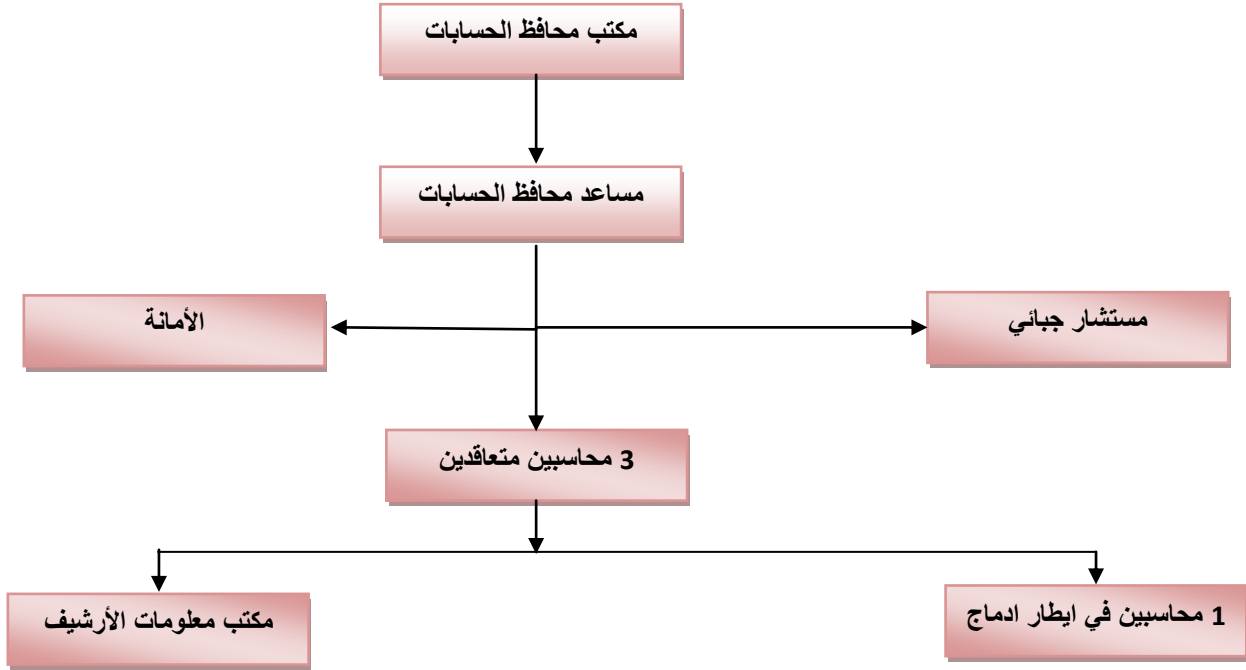 مكتب محافظ الحسابات
مساعد محافظ الحسابات
مستشار جبائي
الأمانة
3 محاسبين متعاقدين
1 محاسبين في ايطار ادماج
مكتب معلومات الأرشيف